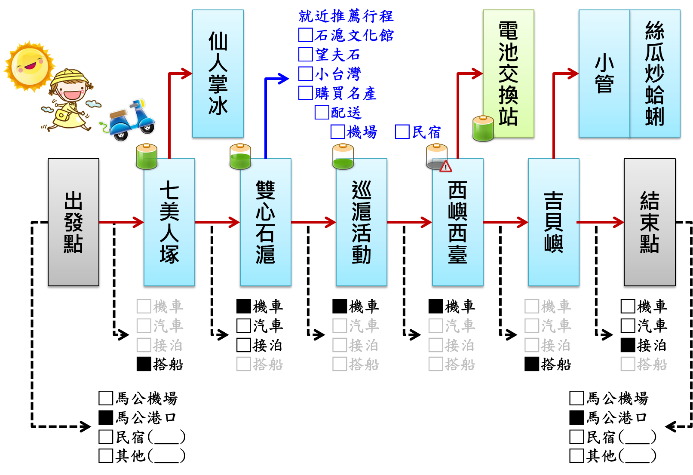 就近推薦行程
□石滬文化館
□望夫石
□小台灣
□購買名產
□配送
□機場 □民宿
仙人掌冰
電池交換站
小管
絲瓜炒蛤蜊
出發點
七美人塚
雙心石滬
巡滬活動
西嶼西臺
吉貝嶼
結束點
□機車
□汽車
□接泊
■搭船
■機車
□汽車
□接泊
□搭船
■機車
□汽車
□接泊
□搭船
■機車
□汽車
□接泊
□搭船
□機車
□汽車
□接泊
■搭船
□機車
□汽車
■接泊
□搭船
□馬公機場
■馬公港口
□民宿(___)
□其他(___)
□馬公機場
■馬公港口
□民宿(___)
□其他(___)